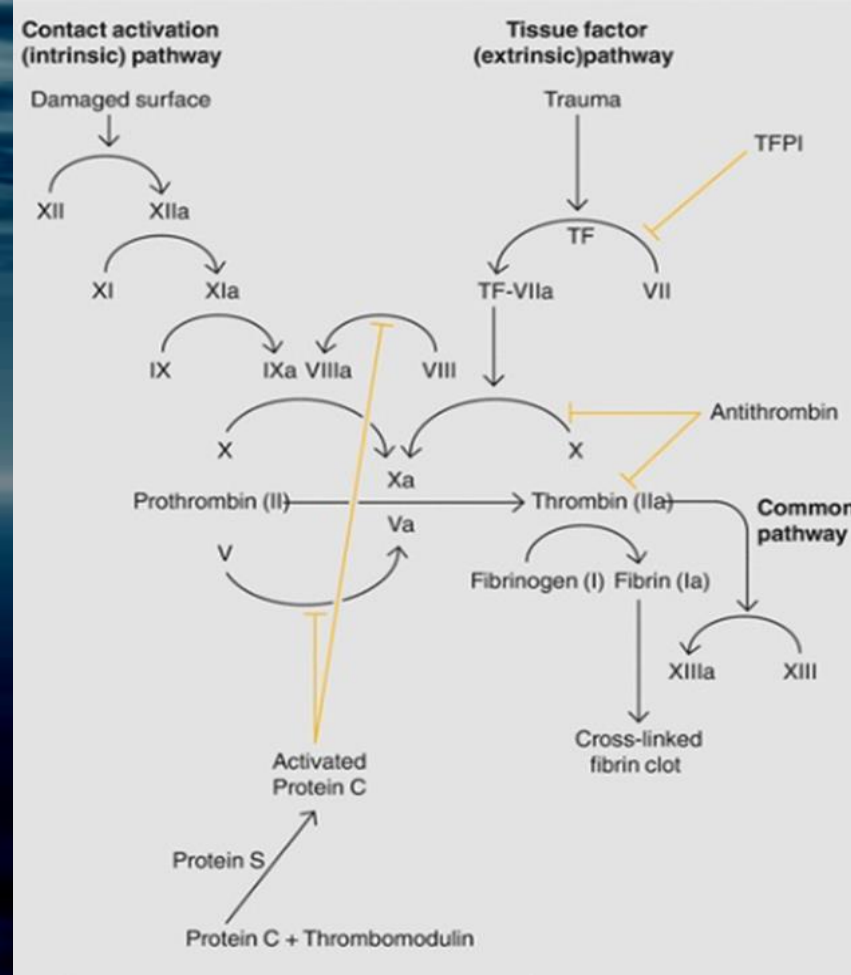 Contact activation
(intrinsic) pathway
Tissue factor
(extrinsic)pathway
Damaged surface
Trauma
TFPI
XII
XIIa
TF
XI
XIa
TF-VIIa
VII
IX
IXa
VIIIa
VIII
Antithrombin
X
X
Xa
Prothrombin (II)
Thrombin (IIa)
Common
pathway
Va
V
Fibrinogen (I)
Fibrin (Ia)
XIIIa
XIII
Cross-linked
fibrin clot
Activated
Protein C
Protein S
Protein C + Thrombomodulin